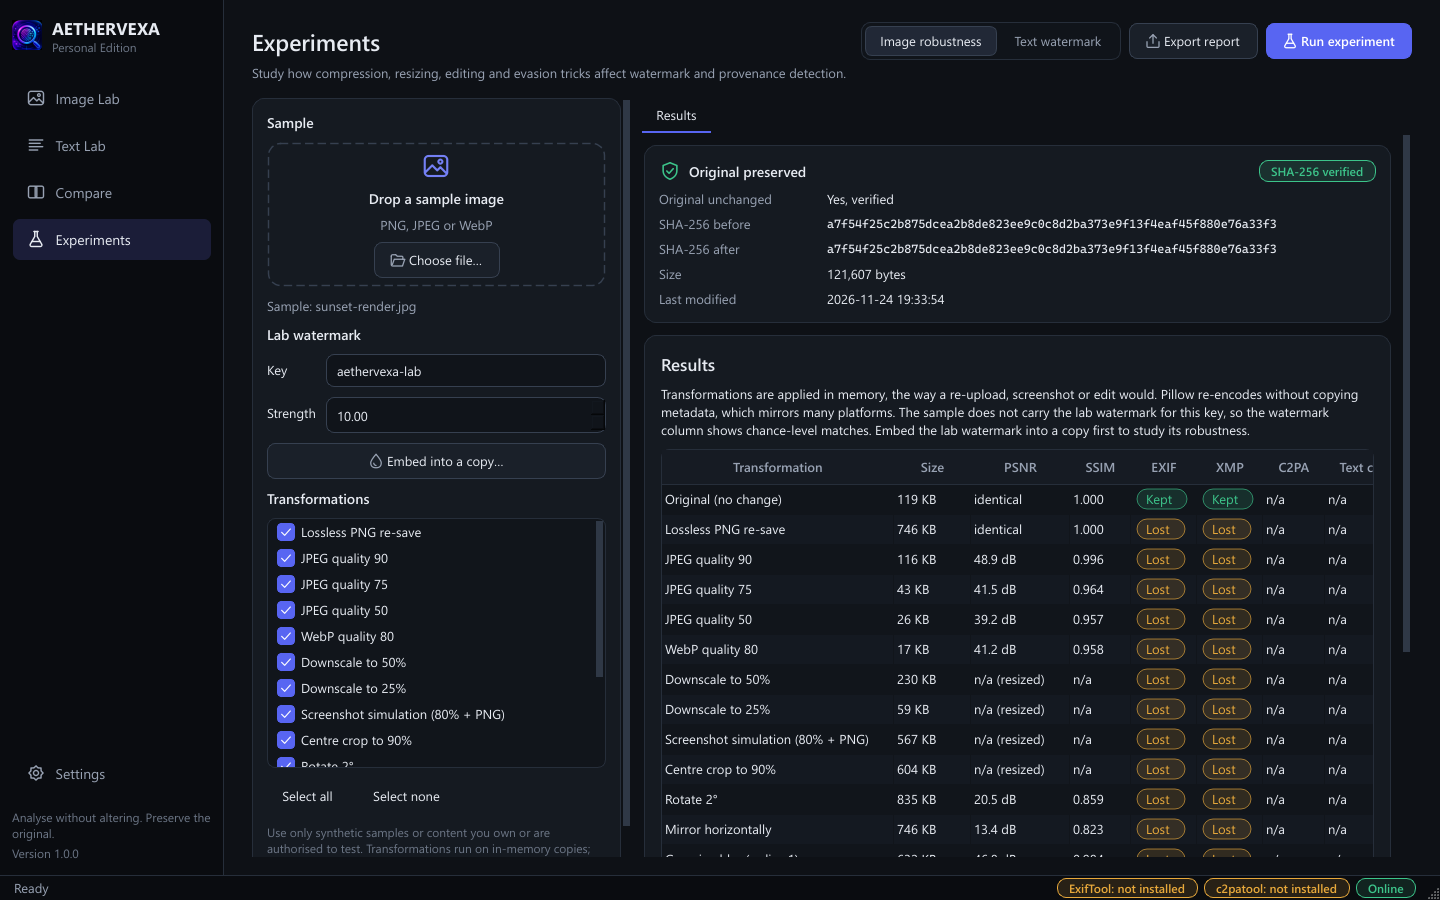 AETHERVEXA
Personal Edition
Image Lab
Text Lab
Compare
Experiments
Settings
Analyse without altering. Preserve the
original.
Version 1.0.0
Experiments
Study how compression, resizing, editing and evasion tricks affect watermark and provenance detection.
Image robustness
Text watermark
Export report
Run experiment
Sample
Drop a sample image
PNG, JPEG or WebP
Choose file...
Sample: sunset-render.jpg
Lab watermark
Key aethervexa-lab
Strength 10.00
Embed into a copy...
Transformations
Lossless PNG re-save
JPEG quality 90
JPEG quality 75
JPEG quality 50
WebP quality 80
Downscale to 50%
Downscale to 25%
Screenshot simulation (80% + PNG)
Centre crop to 90%
Rotate 2°
Select all Select none
Use only synthetic samples or content you own or are
authorised to test. Transformations run on in-memory copies;
Results
Original preserved SHA-256 verified
Original unchanged Yes, verified
SHA-256 before a7f54f25c2b875dcea2b8de823ee9c0c8d2ba373e9f13f4eaf45f880e76a33f3
SHA-256 after a7f54f25c2b875dcea2b8de823ee9c0c8d2ba373e9f13f4eaf45f880e76a33f3
Size 121,607 bytes
Last modified 2026-11-24 19:33:54
Results
Transformations are applied in memory, the way a re-upload, screenshot or edit would. Pillow re-encodes without copying
metadata, which mirrors many platforms. The sample does not carry the lab watermark for this key, so the watermark
column shows chance-level matches. Embed the lab watermark into a copy first to study its robustness.
Transformation Size PSNR SSIM EXIF XMP C2PA Text c
Original (no change) 119 KB identical 1.000 Kept Kept n/a n/a
Lossless PNG re-save 746 KB identical 1.000 Lost Lost n/a n/a
JPEG quality 90 116 KB 48.9 dB 0.996 Lost Lost n/a n/a
JPEG quality 75 43 KB 41.5 dB 0.964 Lost Lost n/a n/a
JPEG quality 50 26 KB 39.2 dB 0.957 Lost Lost n/a n/a
WebP quality 80 17 KB 41.2 dB 0.958 Lost Lost n/a n/a
Downscale to 50% 230 KB n/a (resized) n/a Lost Lost n/a n/a
Downscale to 25% 59 KB n/a (resized) n/a Lost Lost n/a n/a
Screenshot simulation (80% + PNG) 567 KB n/a (resized) n/a Lost Lost n/a n/a
Centre crop to 90% 604 KB n/a (resized) n/a Lost Lost n/a n/a
Rotate 2° 835 KB 20.5 dB 0.859 Lost Lost n/a n/a
Mirror horizontally 746 KB 13.4 dB 0.823 Lost Lost n/a n/a
Ready
ExifTool: not installed
c2patool: not installed
Online